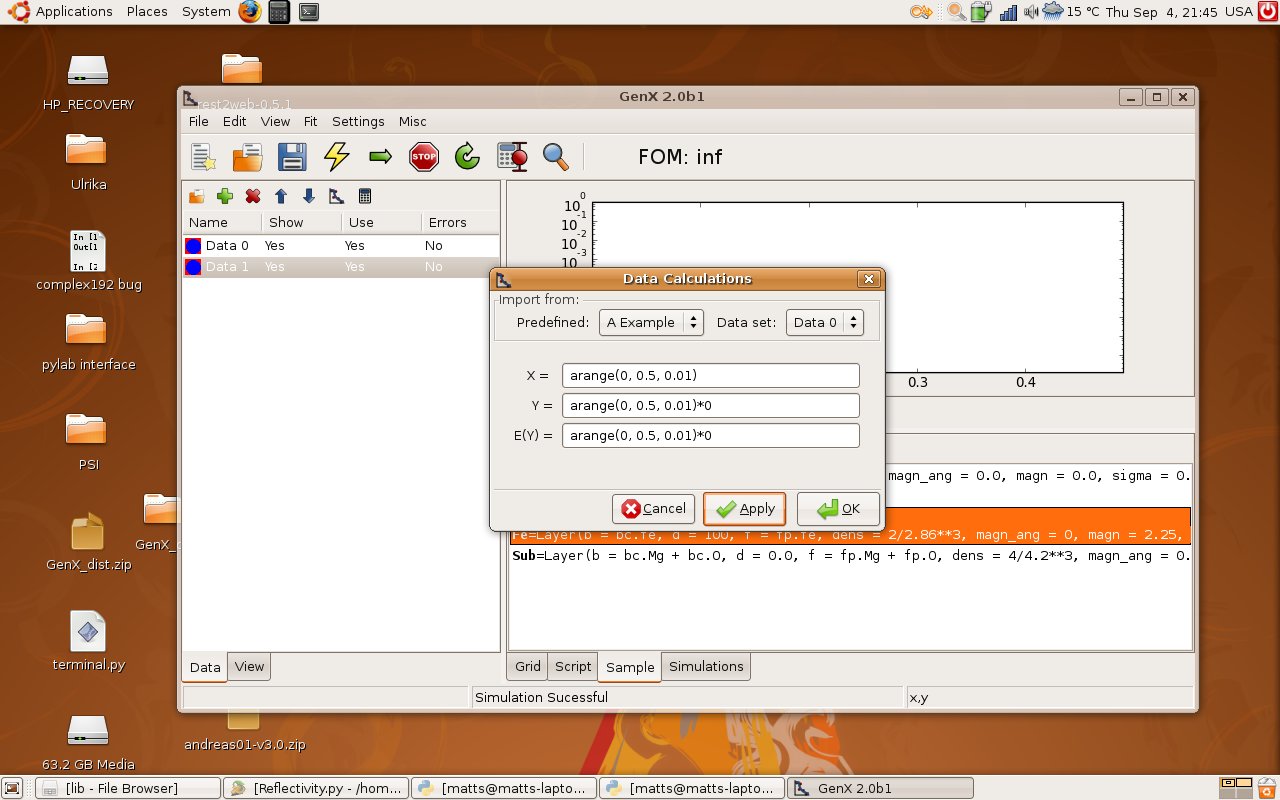 Applications Places System 15 °C Thu Sep 4, 21:45 USA
HP_RECOVERY
rest2web-0.5.1
Ulrika
In [1
Out[1
In [2
complex192 bug
pylab interface
PSI
GenX_dist.zip
terminal.py
63.2 GB Media
andreas01-v3.0.zip
GenX 2.0b1
File Edit View Fit Settings Misc
STOP
FOM: inf
Name Show Use Errors
Data 0 Yes Yes No
Data 1 Yes Yes No
10^0
10^-1
10^-2
10^-3
0.3 0.4
Data Calculations
Import from:
Predefined: A Example Data set: Data 0
X = arange(0, 0.5, 0.01)
Y = arange(0, 0.5, 0.01)*0
E(Y) = arange(0, 0.5, 0.01)*0
Cancel Apply OK
magn_ang = 0.0, magn = 0.0, sigma = 0.
Fe=Layer(b = bc.fe, d = 100, f = fp.fe, dens = 2/2.86**3, magn_ang = 0, magn = 2.25,
Sub=Layer(b = bc.Mg + bc.O, d = 0.0, f = fp.Mg + fp.O, dens = 4/4.2**3, magn_ang = 0.
Data View
Grid Script Sample Simulations
Simulation Sucessful x,y
[lib - File Browser] [Reflectivity.py - /hom... [matts@matts-lapto... [matts@matts-lapto... GenX 2.0b1